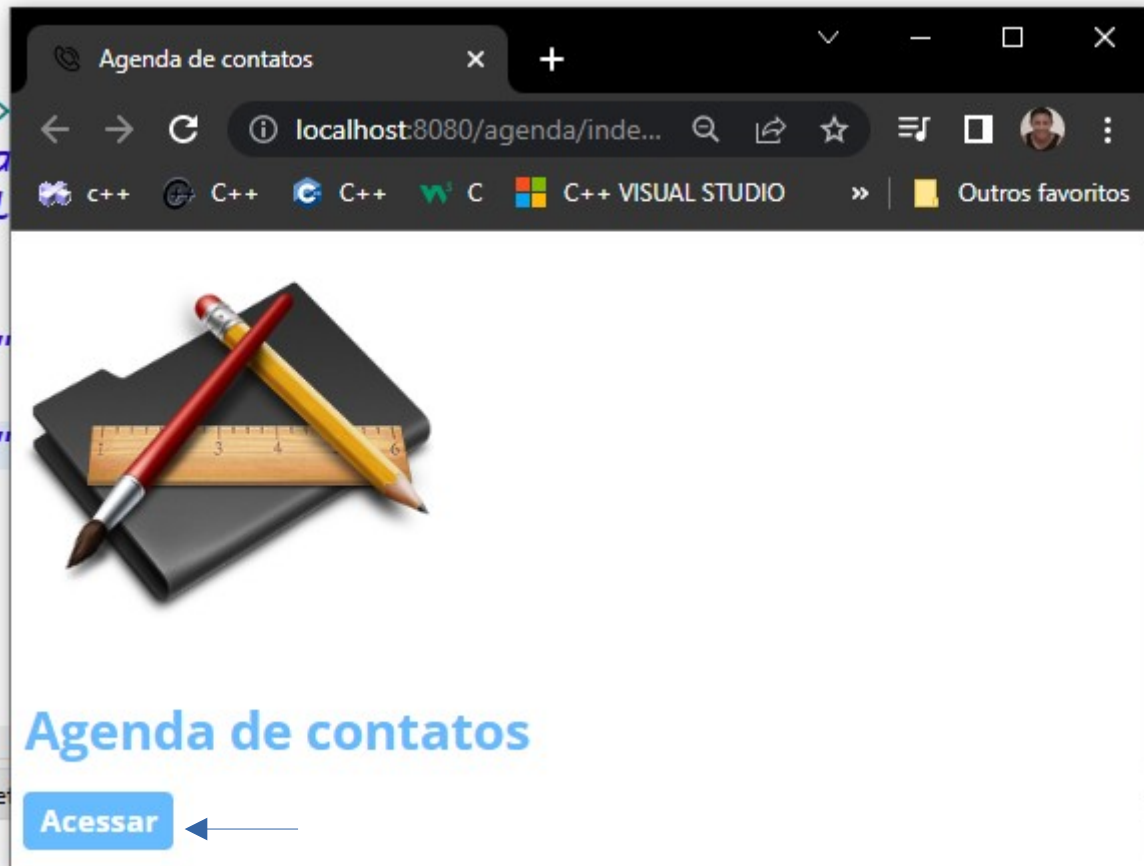 Agenda de contatos
localhost:8080/agenda/inde...
c++ C++ C++ C C++ VISUAL STUDIO » Outros favoritos
1 3 4 6
Agenda de contatos
Acessar